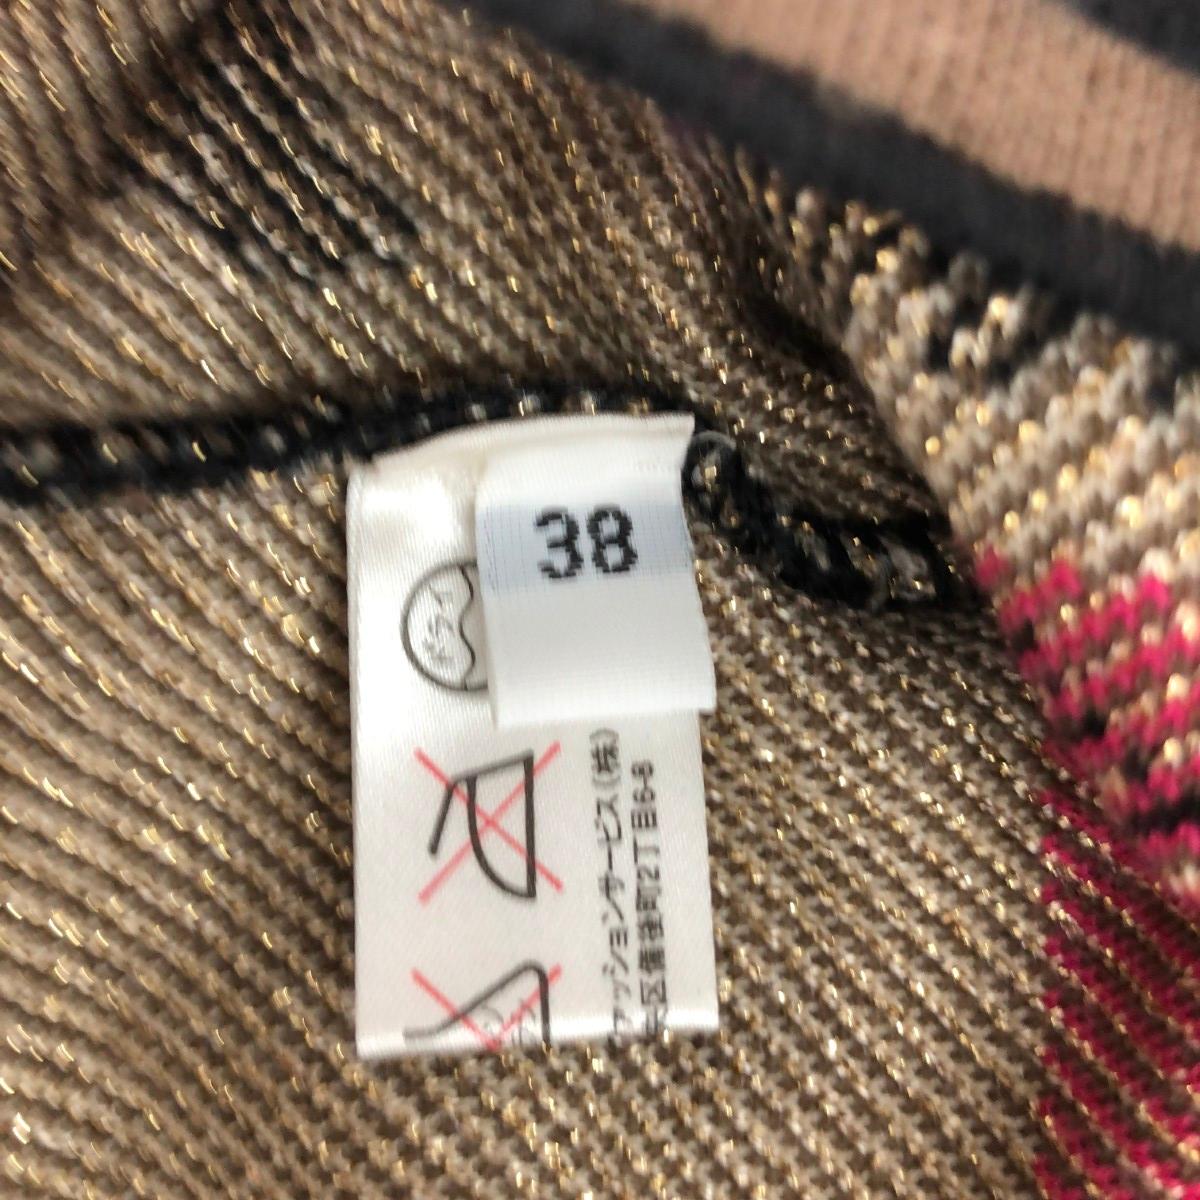 38
ドライ
ファッションサービス(株)
区備後町2丁目6-8